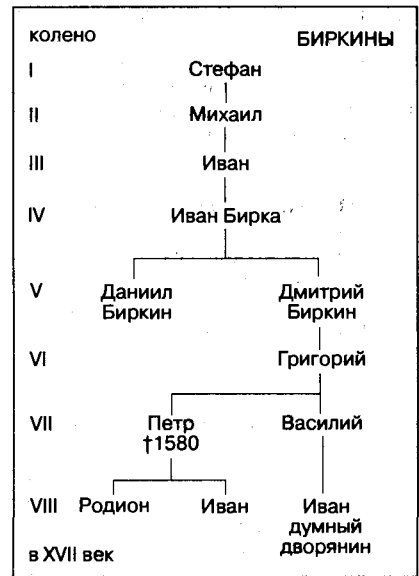 колено БИРКИНЫ
I Стефан
II Михаил
III Иван
IV Иван Бирка
V Даниил Дмитрий
Биркин Биркин
VI Григорий
VII Петр Василий
†1580
VIII Родион Иван Иван
думный
дворянин
в XVII век